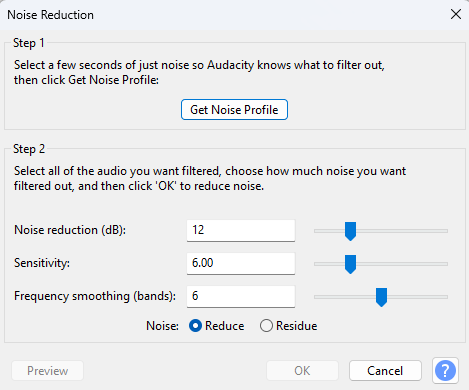 Noise Reduction
Step 1
Select a few seconds of just noise so Audacity knows what to filter out,
then click Get Noise Profile:
Get Noise Profile
Step 2
Select all of the audio you want filtered, choose how much noise you want
filtered out, and then click 'OK' to reduce noise.
Noise reduction (dB): 12
Sensitivity: 6.00
Frequency smoothing (bands): 6
Noise: Reduce Residue
Preview OK Cancel ?